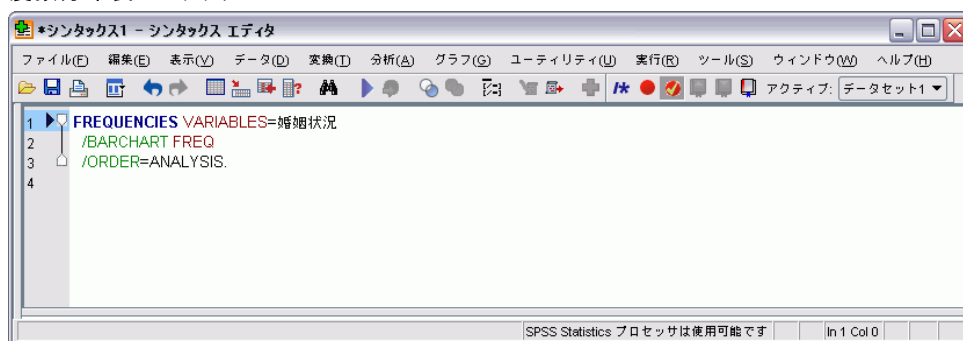 *シンタックス1 - シンタックス エディタ
ファイル(F) 編集(E) 表示(V) データ(D) 変換(T) 分析(A) グラフ(G) ユーティリティ(U) 実行(R) ツール(S) ウィンドウ(W) ヘルプ(H)
アクティブ: データセット1
1 FREQUENCIES VARIABLES=婚姻状況
2 /BARCHART FREQ
3 /ORDER=ANALYSIS.
4
SPSS Statistics プロセッサは使用可能です In 1 Col 0